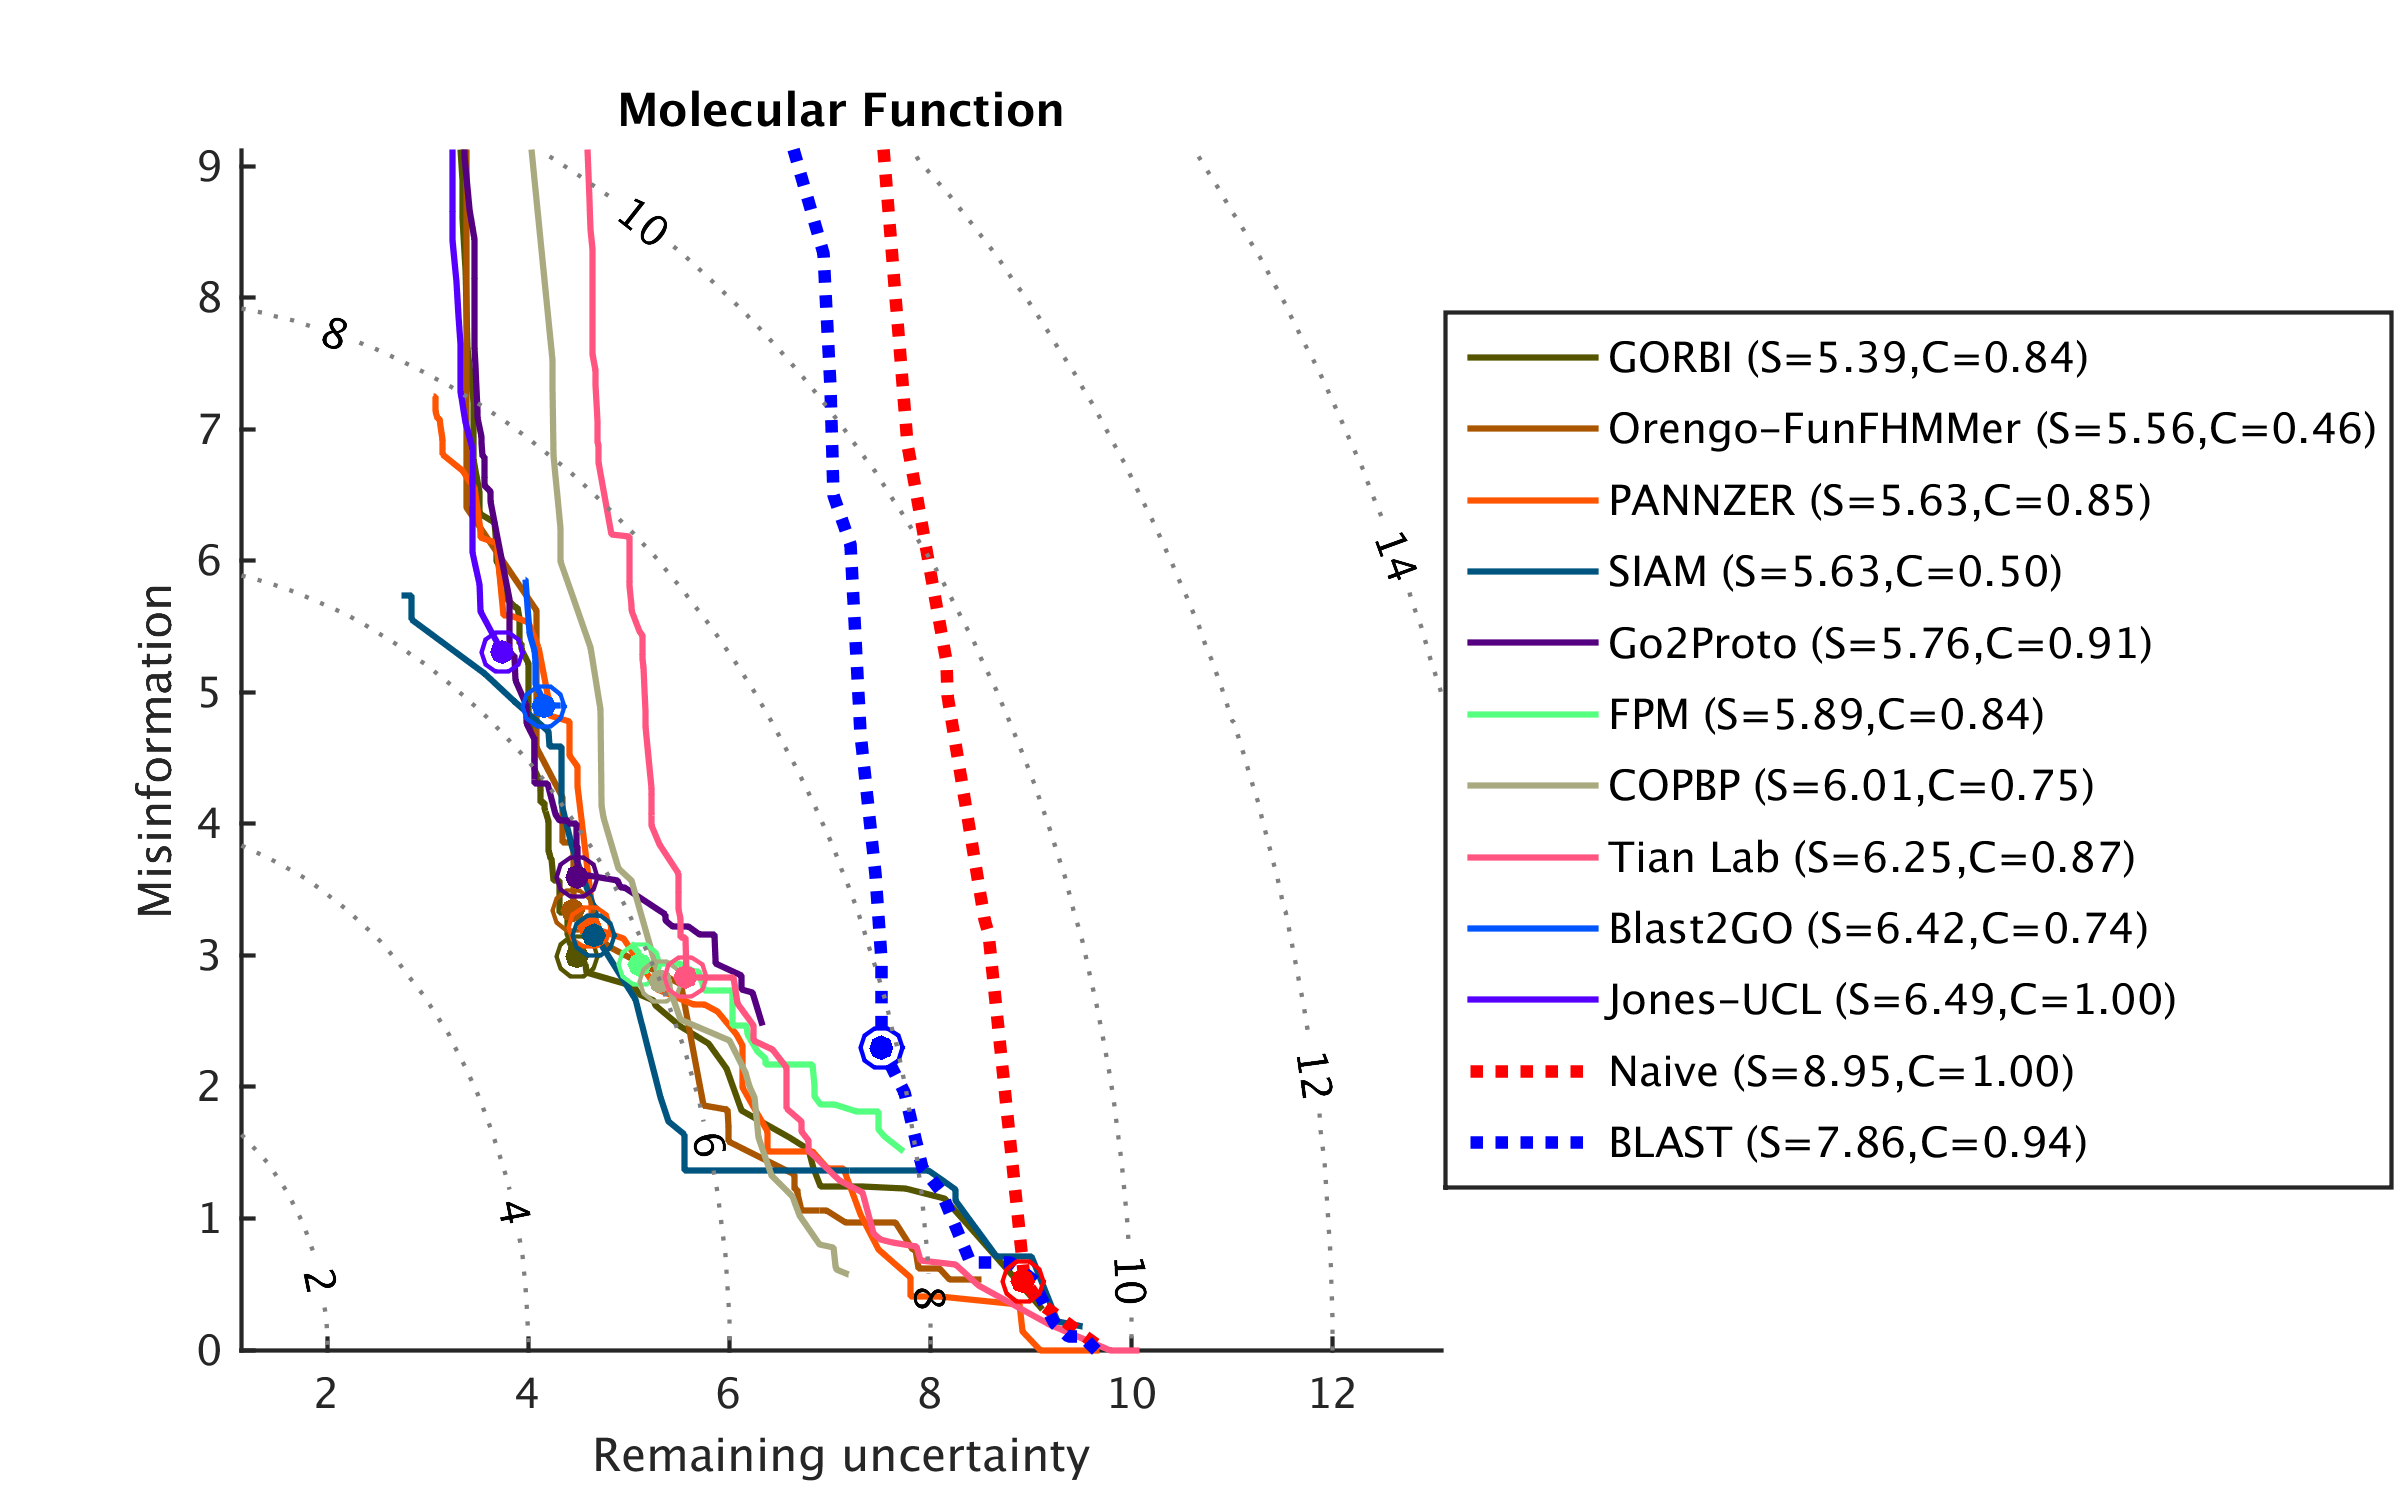 Molecular Function
9
8
7
6
5
4
3
2
1
0
Misinformation
2
4
6
8
10
12
Remaining uncertainty
2
4
6
8
10
12
14
8
10
GORBI (S=5.39,C=0.84)
Orengo-FunFHMMer (S=5.56,C=0.46)
PANNZER (S=5.63,C=0.85)
SIAM (S=5.63,C=0.50)
Go2Proto (S=5.76,C=0.91)
FPM (S=5.89,C=0.84)
COPBP (S=6.01,C=0.75)
Tian Lab (S=6.25,C=0.87)
Blast2GO (S=6.42,C=0.74)
Jones-UCL (S=6.49,C=1.00)
Naive (S=8.95,C=1.00)
BLAST (S=7.86,C=0.94)